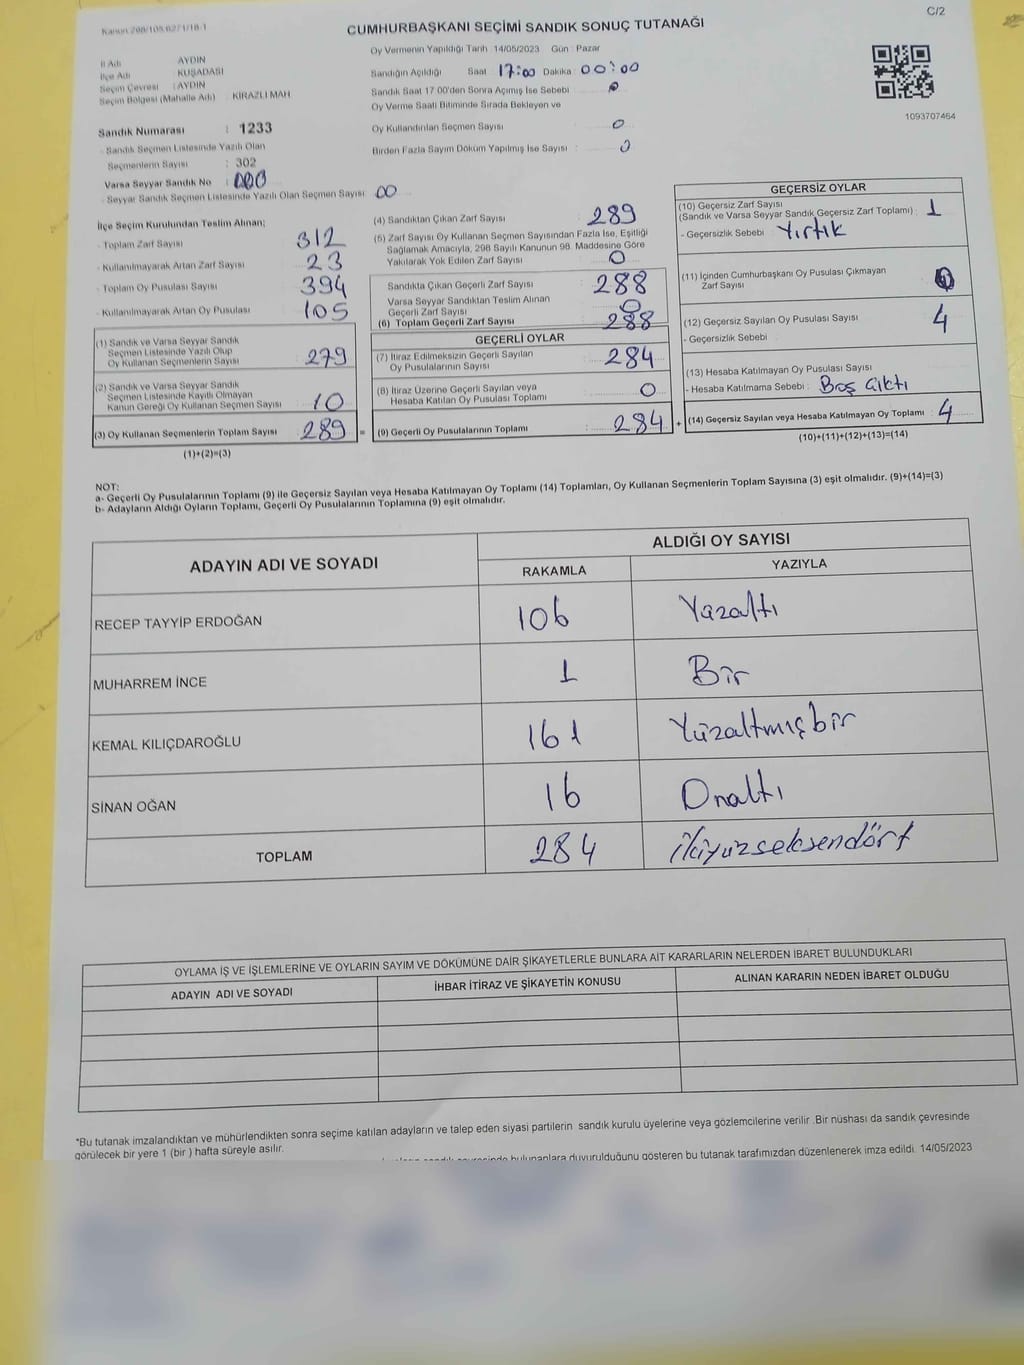 Kanun 298/105,6271/18-1
C/2
CUMHURBAŞKANI SEÇİMİ SANDIK SONUÇ TUTANAĞI
Oy Vermenin Yapıldığı Tarih 14/05/2023 Gün : Pazar
İl Adı : AYDIN
İlçe Adı : KUŞADASI
Seçim Çevresi : AYDIN
Seçim Bölgesi (Mahalle Adı) : KİRAZLI MAH
Sandık Numarası : 1233
- Sandık Seçmen Listesinde Yazılı Olan
Seçmenlerin Sayısı : 302
Varsa Seyyar Sandık No : 000
- Seyyar Sandık Seçmen Listesinde Yazılı Olan Seçmen Sayısı : 00
Sandığın Açıldığı Saat 17:00 Dakika : 00:00
Sandık Saat 17.00'den Sonra Açımış İse Sebebi :
Oy Verme Saati Bitiminde Sırada Bekleyen ve
Oy Kullandırılan Seçmen Sayısı : 0
Birden Fazla Sayım Döküm Yapılmış İse Sayısı : 0
1093707464
İlçe Seçim Kurulundan Teslim Alınan;
- Toplam Zarf Sayısı : 312
- Kullanılmayarak Artan Zarf Sayısı : 23
- Toplam Oy Pusulası Sayısı : 394
- Kullanılmayarak Artan Oy Pusulası : 105
(1) Sandık ve Varsa Seyyar Sandık
Seçmen Listesinde Yazılı Olup
Oy Kullanan Seçmenlerin Sayısı : 279
(2) Sandık ve Varsa Seyyar Sandık
Seçmen Listesinde Kayıtlı Olmayan
Kanun Gereği Oy Kullanan Seçmen Sayısı : 10
(3) Oy Kullanan Seçmenlerin Toplam Sayısı : 289 =
(1)+(2)=(3)
(4) Sandıktan Çıkan Zarf Sayısı : 289
(5) Zarf Sayısı Oy Kullanan Seçmen Sayısından Fazla İse, Eşitliği
Sağlamak Amacıyla, 298 Sayılı Kanunun 98. Maddesine Göre
Yakılarak Yok Edilen Zarf Sayısı : 0
Sandıkta Çıkan Geçerli Zarf Sayısı : 288
Varsa Seyyar Sandıktan Teslim Alınan
Geçerli Zarf Sayısı : 0
(6) Toplam Geçerli Zarf Sayısı : 288
GEÇERLİ OYLAR
(7) İtiraz Edilmeksizin Geçerli Sayılan
Oy Pusulalarının Sayısı : 284
(8) İtiraz Üzerine Geçerli Sayılan veya
Hesaba Katılan Oy Pusulası Toplamı : 0
(9) Geçerli Oy Pusulalarının Toplamı : 284 +
GEÇERSİZ OYLAR
(10) Geçersiz Zarf Sayısı
(Sandık ve Varsa Seyyar Sandık Geçersiz Zarf Toplamı) : 1
- Geçersizlik Sebebi : Yırtık
(11) İçinden Cumhurbaşkanı Oy Pusulası Çıkmayan
Zarf Sayısı :
(12) Geçersiz Sayılan Oy Pusulası Sayısı : 4
- Geçersizlik Sebebi :
(13) Hesaba Katılmayan Oy Pusulası Sayısı :
- Hesaba Katılmama Sebebi : Boş Çıktı
(14) Geçersiz Sayılan veya Hesaba Katılmayan Oy Toplamı : 4
(10)+(11)+(12)+(13)=(14)
NOT:
a- Geçerli Oy Pusulalarının Toplamı (9) ile Geçersiz Sayılan veya Hesaba Katılmayan Oy Toplamı (14) Toplamları, Oy Kullanan Seçmenlerin Toplam Sayısına (3) eşit olmalıdır. (9)+(14)=(3)
b- Adayların Aldığı Oyların Toplamı, Geçerli Oy Pusulalarının Toplamına (9) eşit olmalıdır.
ADAYIN ADI VE SOYADI
ALDIĞI OY SAYISI
RAKAMLA YAZIYLA
RECEP TAYYİP ERDOĞAN 106 Yüzaltı
MUHARREM İNCE 1 Bir
KEMAL KILIÇDAROĞLU 161 Yüzaltmışbir
SİNAN OĞAN 16 Onaltı
TOPLAM 284 ikiyüzseksendört
OYLAMA İŞ VE İŞLEMLERİNE VE OYLARIN SAYIM VE DÖKÜMÜNE DAİR ŞİKAYETLERLE BUNLARA AİT KARARLARIN NELERDEN İBARET BULUNDUKLARI
ADAYIN ADI VE SOYADI İHBAR İTİRAZ VE ŞİKAYETİN KONUSU ALINAN KARARIN NEDEN İBARET OLDUĞU
*Bu tutanak imzalandıktan ve mühürlendikten sonra seçime katılan adayların ve talep eden siyasi partilerin sandık kurulu üyelerine veya gözlemcilerine verilir .Bir nüshası da sandık çevresinde
görülecek bir yere 1 (bir ) hafta süreyle asılır.
bulunanlara duyurulduğunu gösteren bu tutanak tarafımızdan düzenlenerek imza edildi. 14/05/2023